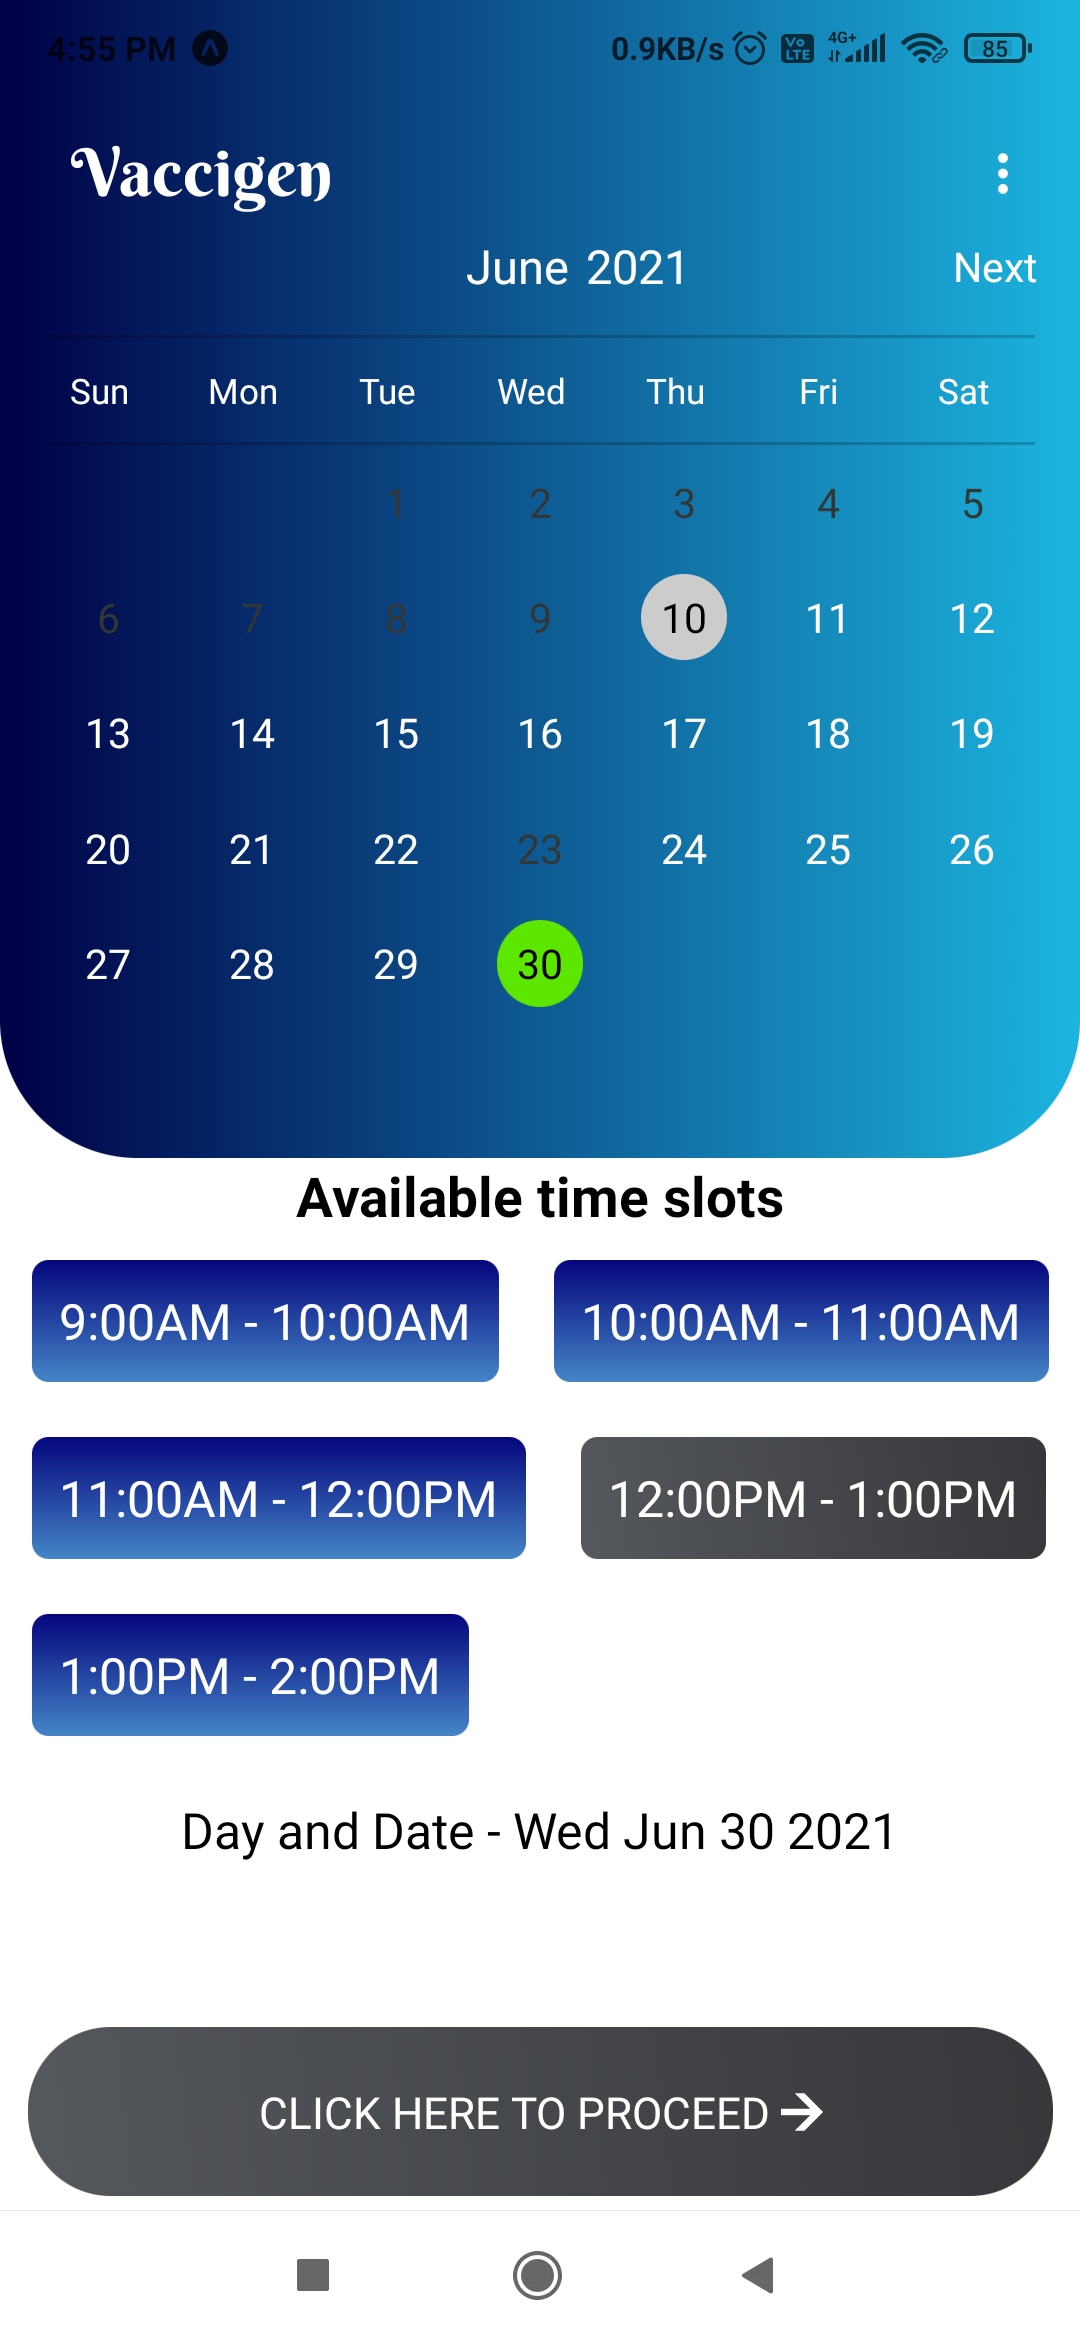 4:55 PM 0.9KB/s Vo LTE 4G+ 85
Vaccigen
June 2021 Next
Sun Mon Tue Wed Thu Fri Sat
1 2 3 4 5
6 7 8 9 10 11 12
13 14 15 16 17 18 19
20 21 22 23 24 25 26
27 28 29 30
Available time slots
9:00AM - 10:00AM 10:00AM - 11:00AM
11:00AM - 12:00PM 12:00PM - 1:00PM
1:00PM - 2:00PM
Day and Date - Wed Jun 30 2021
CLICK HERE TO PROCEED